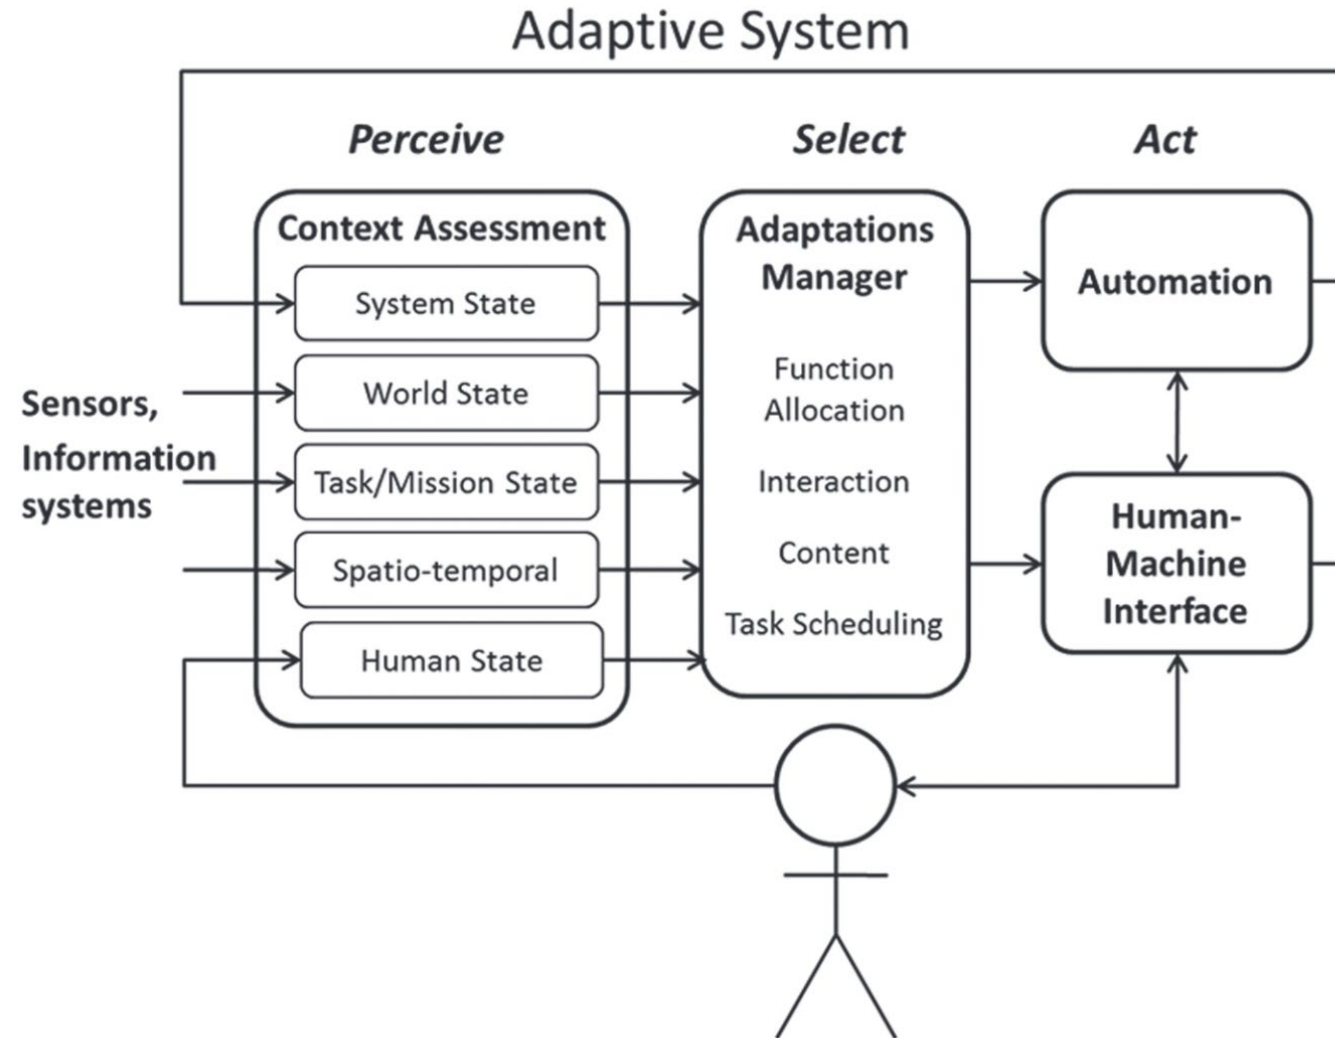 Adaptive System
Perceive
Select
Act
Context Assessment
System State
World State
Task/Mission State
Spatio-temporal
Human State
Sensors,
Information
systems
Adaptations
Manager
Function
Allocation
Interaction
Content
Task Scheduling
Automation
Human-
Machine
Interface